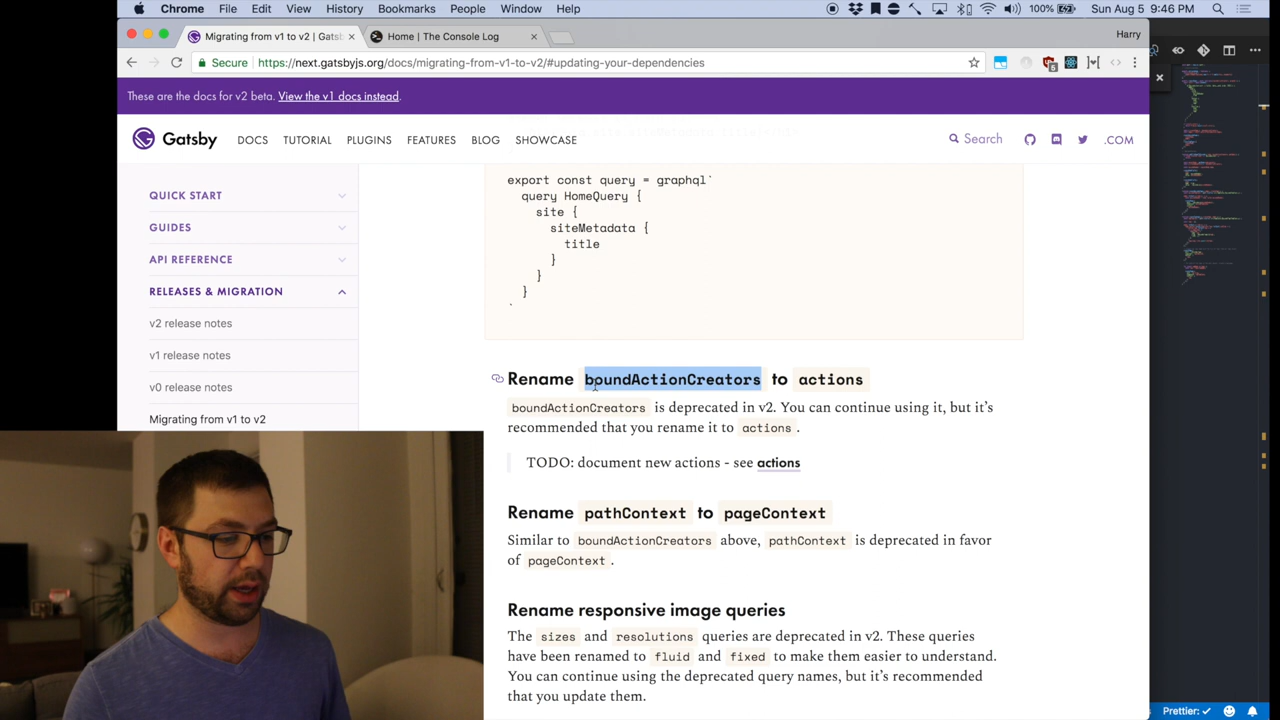 Chrome File Edit View History Bookmarks People Window Help 100% Sun Aug 5 9:46 PM
Migrating from v1 to v2 | Gatsb Home | The Console Log Harry
Secure https://next.gatsbyjs.org/docs/migrating-from-v1-to-v2/#updating-your-dependencies
These are the docs for v2 beta. View the v1 docs instead.
Gatsby DOCS TUTORIAL PLUGINS FEATURES BLOG SHOWCASE Search .COM
QUICK START
GUIDES
API REFERENCE
RELEASES & MIGRATION
v2 release notes
v1 release notes
v0 release notes
Migrating from v1 to v2
export const query = graphql`
query HomeQuery {
site {
siteMetadata {
title
}
}
}
`
Rename boundActionCreators to actions
boundActionCreators is deprecated in v2. You can continue using it, but it's
recommended that you rename it to actions .
TODO: document new actions - see actions
Rename pathContext to pageContext
Similar to boundActionCreators above, pathContext is deprecated in favor
of pageContext .
Rename responsive image queries
The sizes and resolutions queries are deprecated in v2. These queries
have been renamed to fluid and fixed to make them easier to understand.
You can continue using the deprecated query names, but it's recommended
that you update them.
Prettier: ✓